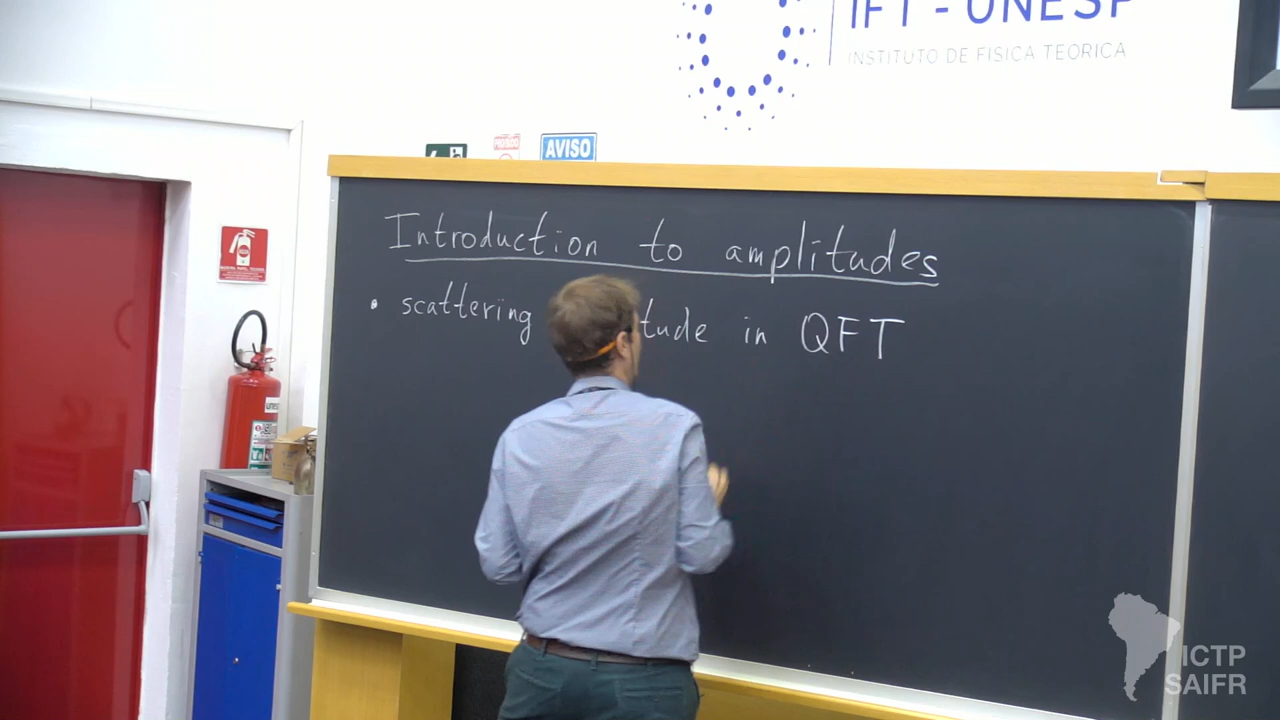 IFT - UNESP
INSTITUTO DE FISICA TEORICA
AVISO
Introduction to amplitudes
• scattering tude in QFT
ICTP
SAIFR